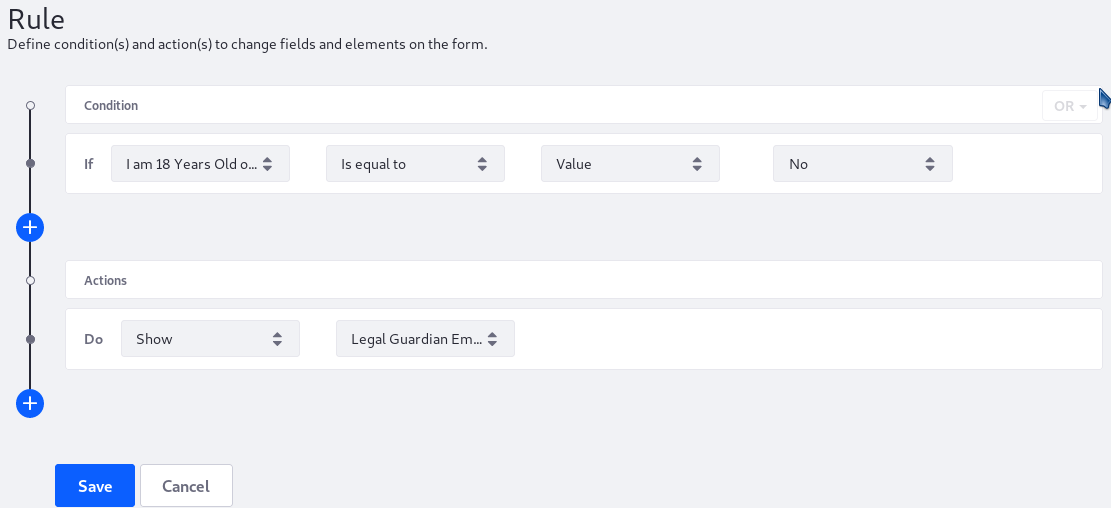 Rule
Define condition(s) and action(s) to change fields and elements on the form.
Condition
OR
If I am 18 Years Old o... Is equal to Value No
Actions
Do Show Legal Guardian Em...
Save Cancel